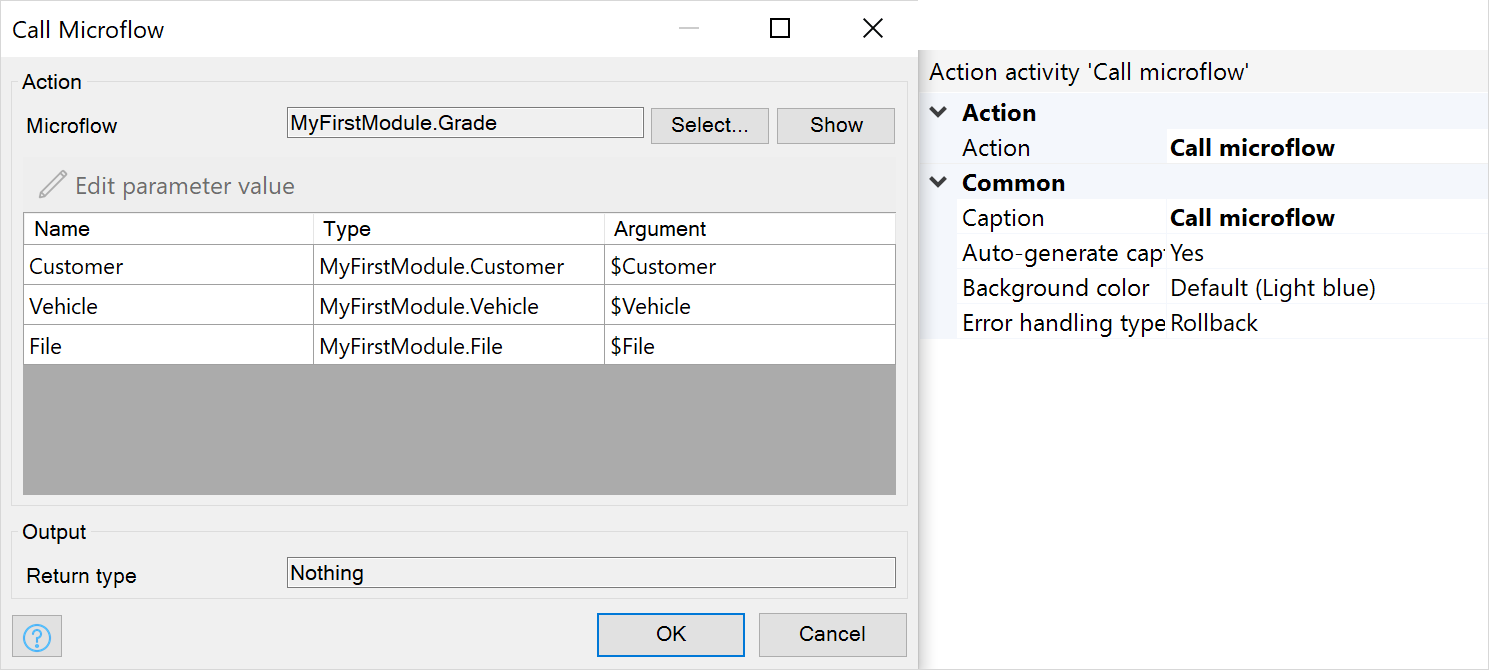 Call Microflow
Action
Microflow MyFirstModule.Grade Select... Show
Edit parameter value
Name Type Argument
Customer MyFirstModule.Customer $Customer
Vehicle MyFirstModule.Vehicle $Vehicle
File MyFirstModule.File $File
Output
Return type Nothing
? OK Cancel
Action activity 'Call microflow'
Action
Action Call microflow
Common
Caption Call microflow
Auto-generate cap Yes
Background color Default (Light blue)
Error handling type Rollback